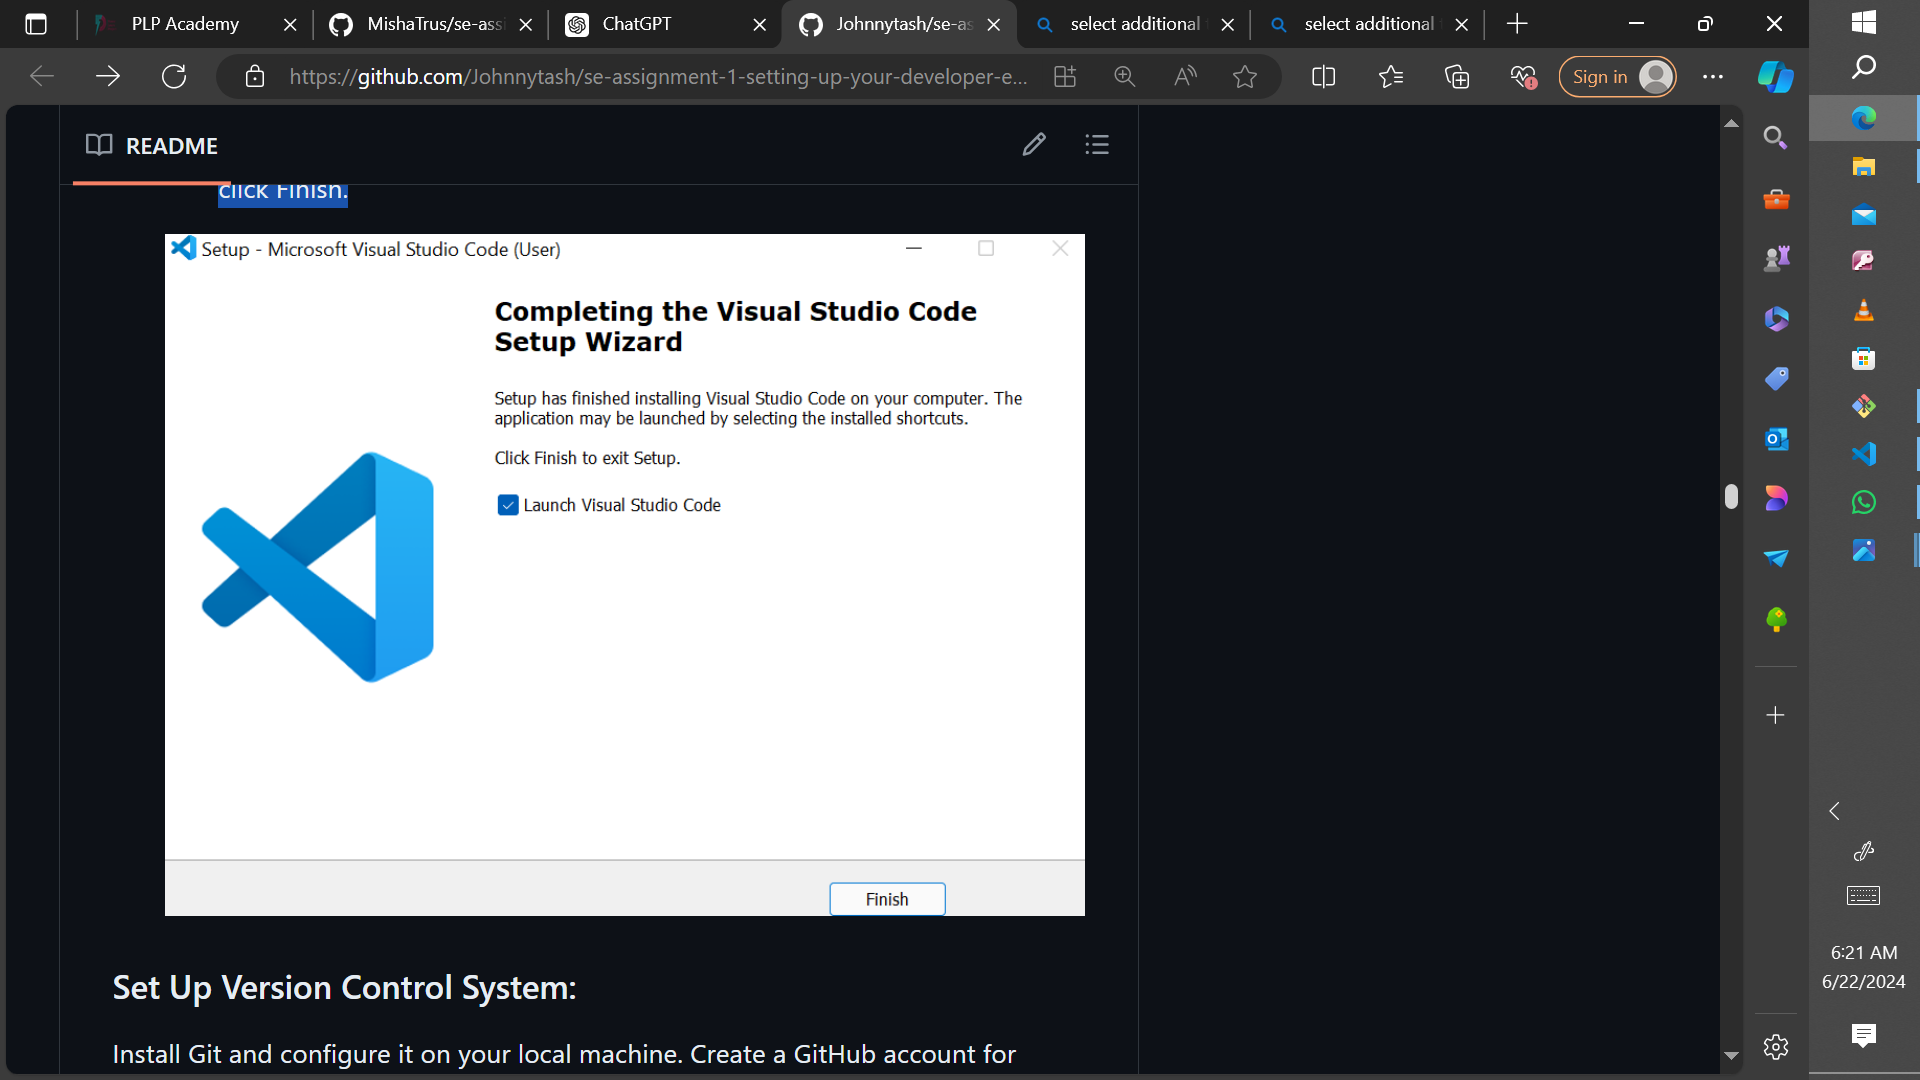 PLP Academy
MishaTrus/se-assi
ChatGPT
Johnnytash/se-as
select additional
select additional
https://github.com/Johnnytash/se-assignment-1-setting-up-your-developer-e...
Sign in
README
click Finish.
Setup - Microsoft Visual Studio Code (User)
Completing the Visual Studio Code
Setup Wizard
Setup has finished installing Visual Studio Code on your computer. The
application may be launched by selecting the installed shortcuts.
Click Finish to exit Setup.
Launch Visual Studio Code
Finish
Set Up Version Control System:
Install Git and configure it on your local machine. Create a GitHub account for
6:21 AM
6/22/2024